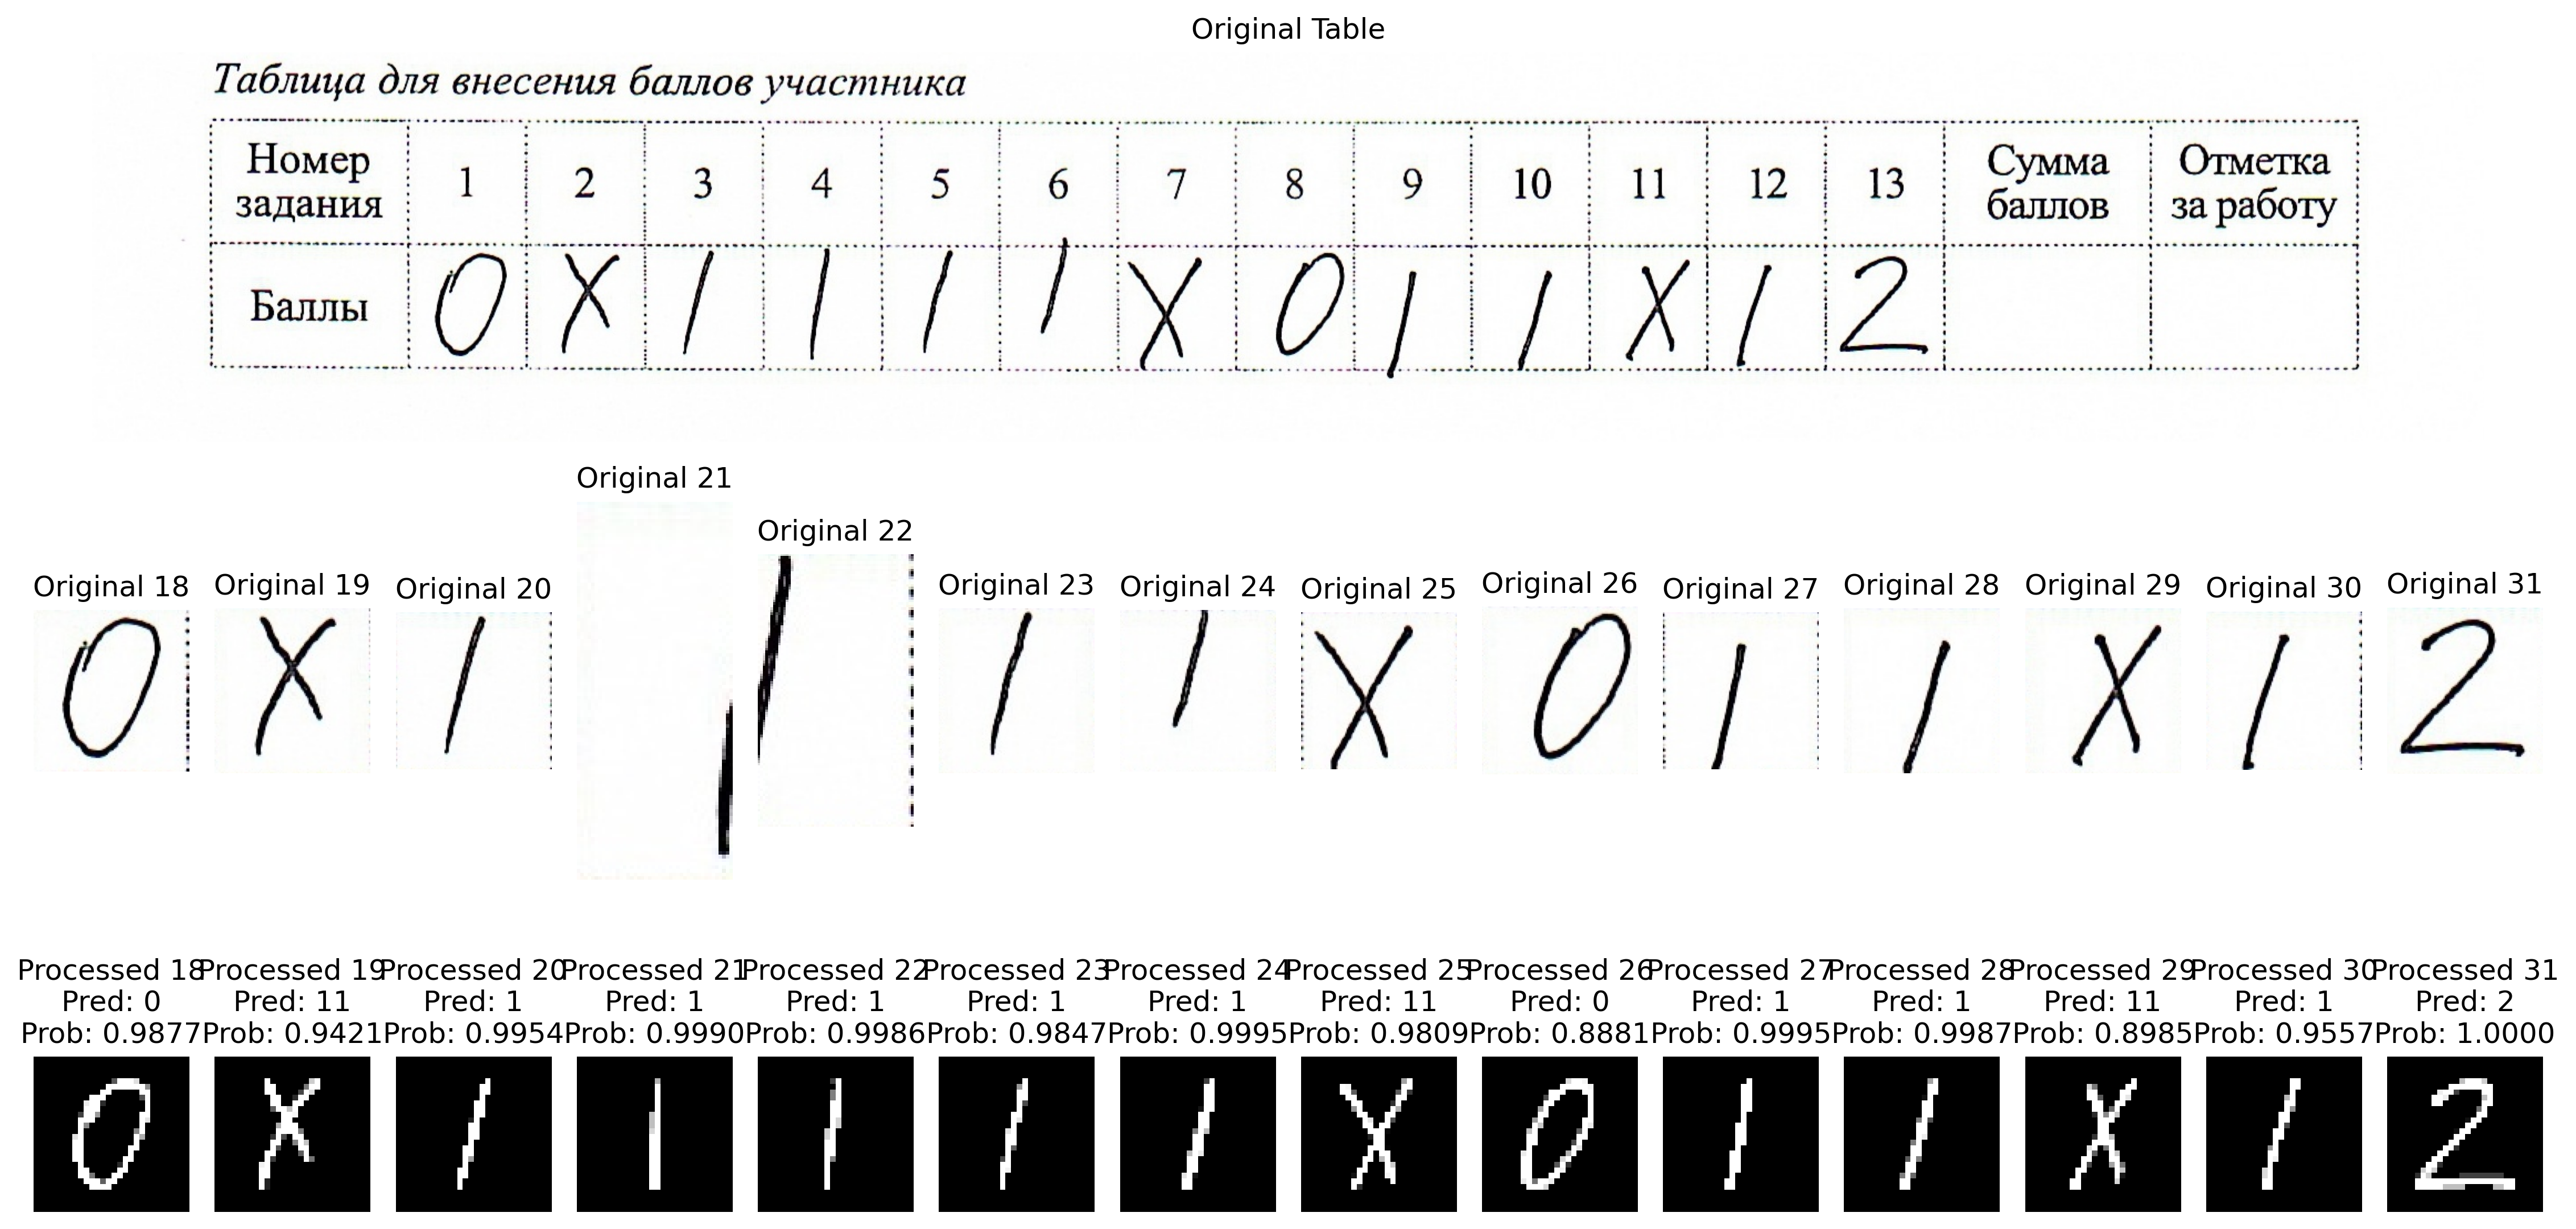 Original Table
Таблица для внесения баллов участника
Номер задания 1 2 3 4 5 6 7 8 9 10 11 12 13 Сумма баллов Отметка за работу
Баллы 0 X 1 1 1 1 X 0 1 1 X 1 2
Original 18 Original 19 Original 20 Original 21 Original 22 Original 23 Original 24 Original 25 Original 26 Original 27 Original 28 Original 29 Original 30 Original 31
0 X 1 1 1 1 X 0 1 1 X 1 2
Processed 18 Processed 19 Processed 20 Processed 21 Processed 22 Processed 23 Processed 24 Processed 25 Processed 26 Processed 27 Processed 28 Processed 29 Processed 30 Processed 31
Pred: 0 Pred: 11 Pred: 1 Pred: 1 Pred: 1 Pred: 1 Pred: 1 Pred: 11 Pred: 0 Pred: 1 Pred: 1 Pred: 11 Pred: 1 Pred: 2
Prob: 0.9877 Prob: 0.9421 Prob: 0.9954 Prob: 0.9990 Prob: 0.9986 Prob: 0.9847 Prob: 0.9995 Prob: 0.9809 Prob: 0.8881 Prob: 0.9995 Prob: 0.9987 Prob: 0.8985 Prob: 0.9557 Prob: 1.0000
0 X 1 1 1 1 1 X 0 1 1 X 1 2